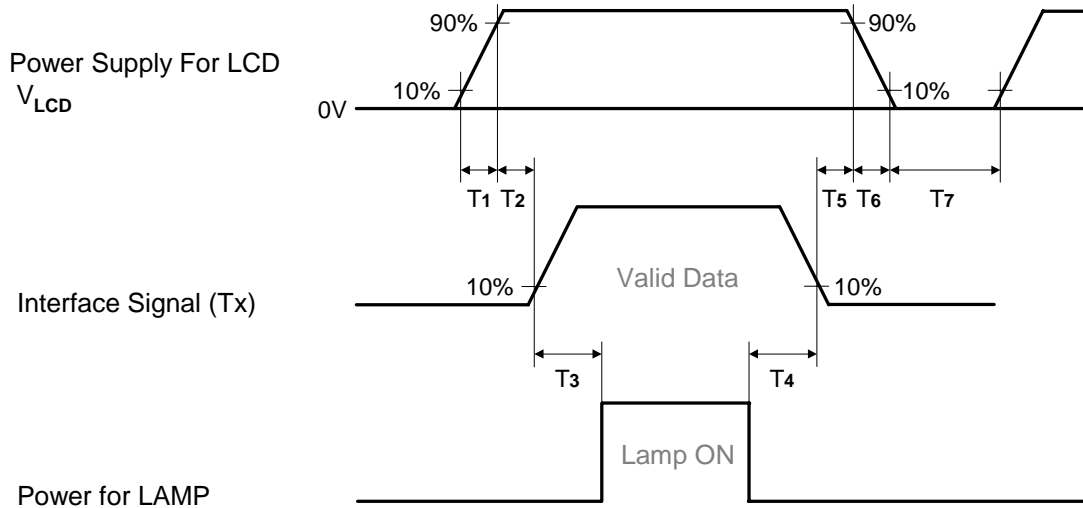 90% 90%
Power Supply For LCD
VLCD
10% 10%
0V
T1 T2 T5 T6 T7
Valid Data
10% 10%
Interface Signal (Tx)
T3 T4
Lamp ON
Power for LAMP